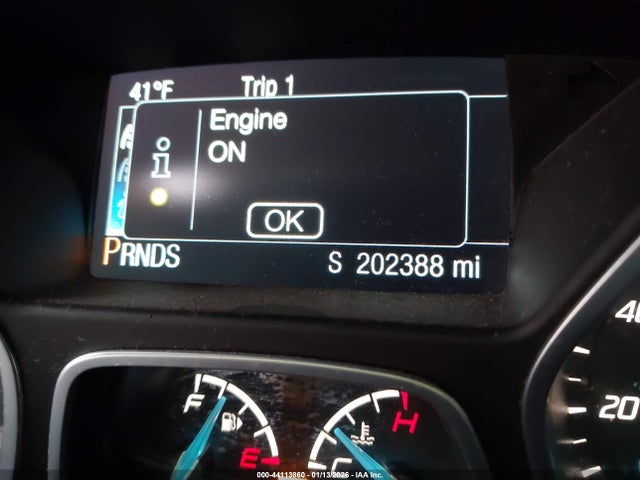 41°F Trip 1
Engine
ON
OK
PRNDS S 202388 mi
F
E
H
C
40
20
000-44113860 - 01/13/2026 - © IAA Inc.